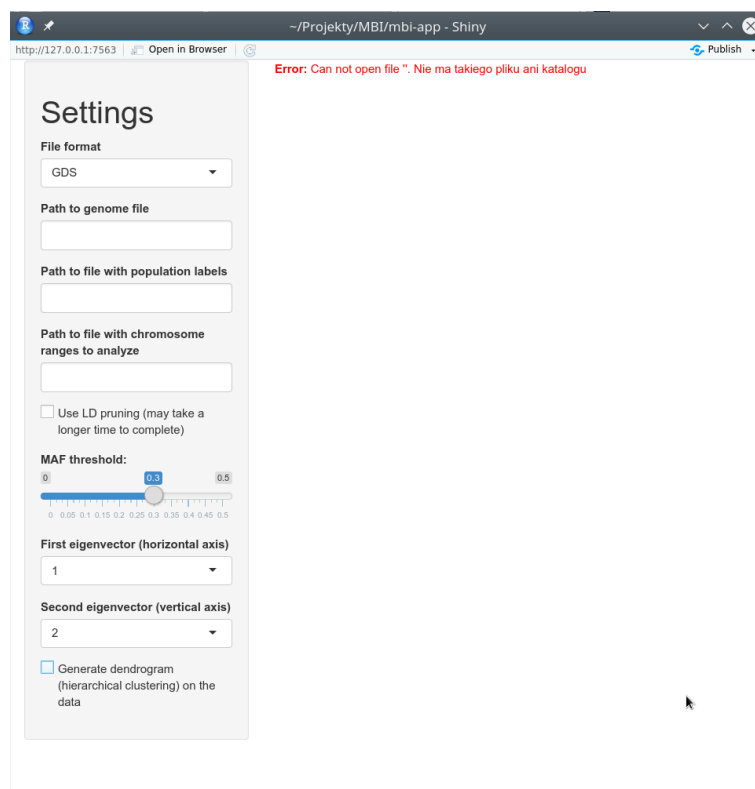 ~/Projekty/MBI/mbi-app - Shiny
http://127.0.0.1:7563 Open in Browser Publish
Error: Can not open file ''. Nie ma takiego pliku ani katalogu
Settings
File format
GDS
Path to genome file
Path to file with population labels
Path to file with chromosome
ranges to analyze
Use LD pruning (may take a
longer time to complete)
MAF threshold:
0 0.3 0.5
0 0.05 0.1 0.15 0.2 0.25 0.3 0.35 0.4 0.45 0.5
First eigenvector (horizontal axis)
1
Second eigenvector (vertical axis)
2
Generate dendrogram
(hierarchical clustering) on the
data